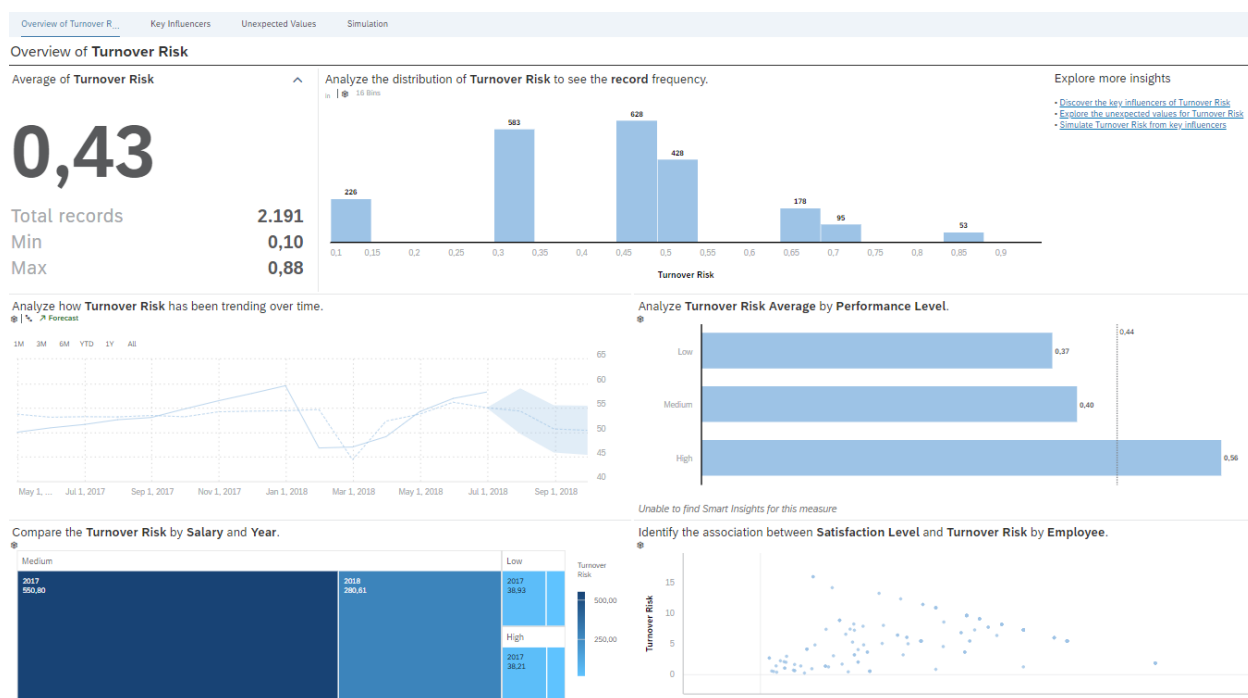 Overview of Turnover R...
Key Influencers
Unexpected Values
Simulation
Overview of Turnover Risk
Average of Turnover Risk
0,43
Total records 2.191
Min 0,10
Max 0,88
Analyze the distribution of Turnover Risk to see the record frequency.
in | 16 Bins
226
583
628
428
178
95
53
0,1 0,15 0,2 0,25 0,3 0,35 0,4 0,45 0,5 0,55 0,6 0,65 0,7 0,75 0,8 0,85 0,9
Turnover Risk
Explore more insights
• Discover the key influencers of Turnover Risk
• Explore the unexpected values for Turnover Risk
• Simulate Turnover Risk from key influencers
Analyze how Turnover Risk has been trending over time.
Forecast
1M 3M 6M YTD 1Y All
65
60
55
50
45
40
May 1, ... Jul 1, 2017 Sep 1, 2017 Nov 1, 2017 Jan 1, 2018 Mar 1, 2018 May 1, 2018 Jul 1, 2018 Sep 1, 2018
Analyze Turnover Risk Average by Performance Level.
0,44
Low 0,37
Medium 0,40
High 0,56
Unable to find Smart Insights for this measure
Compare the Turnover Risk by Salary and Year.
Medium
2017
550,80
2018
280,61
Low
2017
38,93
High
2017
38,21
Turnover
Risk
500,00
250,00
Identify the association between Satisfaction Level and Turnover Risk by Employee.
Turnover Risk
15
10
5
0